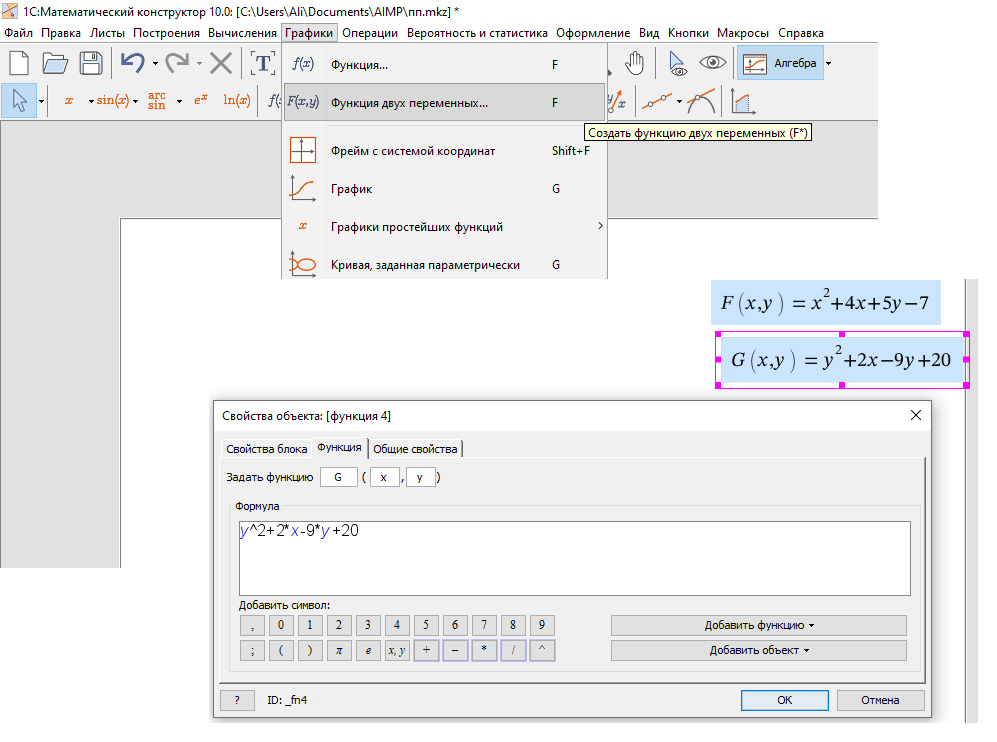 1С:Математический конструктор 10.0: [C:\Users\Ali\Documents\AIMP\пп.mkz] *
Файл Правка Листы Построения Вычисления Графики Операции Вероятность и статистика Оформление Вид Кнопки Макросы Справка
[T] f(x) Функция... F Алгебра
x sin(x) arc sin e^x ln(x) F(x,y) Функция двух переменных... F
Создать функцию двух переменных (F*)
Фрейм с системой координат Shift+F
График G
x Графики простейших функций
Кривая, заданная параметрически G
F(x,y) = x²+4x+5y−7
G(x,y) = y²+2x−9y+20
Свойства объекта: [функция 4]
Свойства блока Функция Общие свойства
Задать функцию G ( x , y )
Формула
y^2+2*x-9*y+20
Добавить символ:
, 0 1 2 3 4 5 6 7 8 9 Добавить функцию
; ( ) π e x, y + − * / ^ Добавить объект
? ID: _fn4 OK Отмена